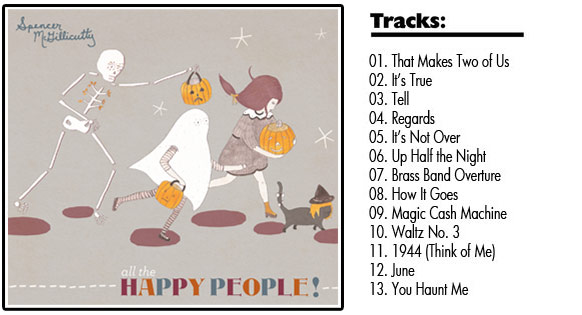 Spencer
McGillicutty
all the
HAPPY PEOPLE!
Tracks:
01. That Makes Two of Us
02. It's True
03. Tell
04. Regards
05. It's Not Over
06. Up Half the Night
07. Brass Band Overture
08. How It Goes
09. Magic Cash Machine
10. Waltz No. 3
11. 1944 (Think of Me)
12. June
13. You Haunt Me